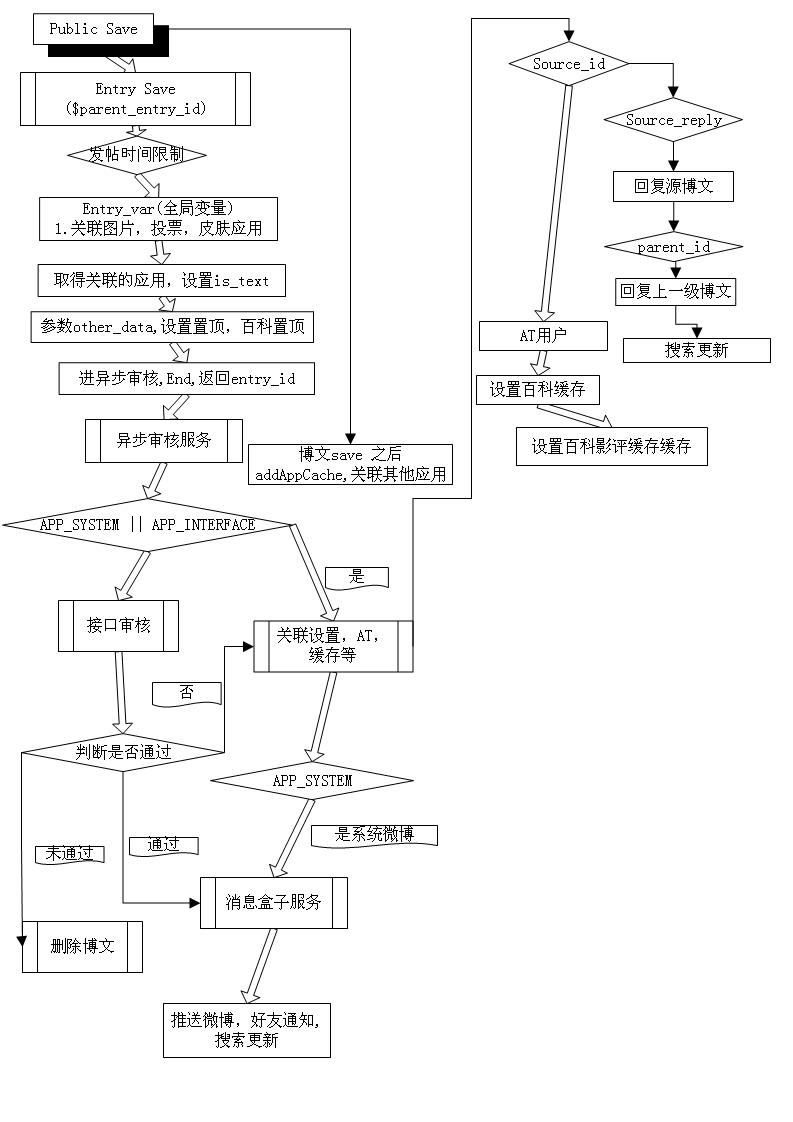 Public Save
Entry Save
($parent_entry_id)
发帖时间限制
Entry_var(全局变量)
1.关联图片，投票，皮肤应用
取得关联的应用，设置is_text
参数other_data,设置置顶，百科置顶
进异步审核,End,返回entry_id
异步审核服务
博文save 之后
addAppCache,关联其他应用
APP_SYSTEM || APP_INTERFACE
是
接口审核
关联设置，AT，
缓存等
否
判断是否通过
APP_SYSTEM
是系统微博
未通过
通过
消息盒子服务
删除博文
推送微博，好友通知,
搜索更新
Source_id
Source_reply
回复源博文
parent_id
回复上一级博文
搜索更新
AT用户
设置百科缓存
设置百科影评缓存缓存